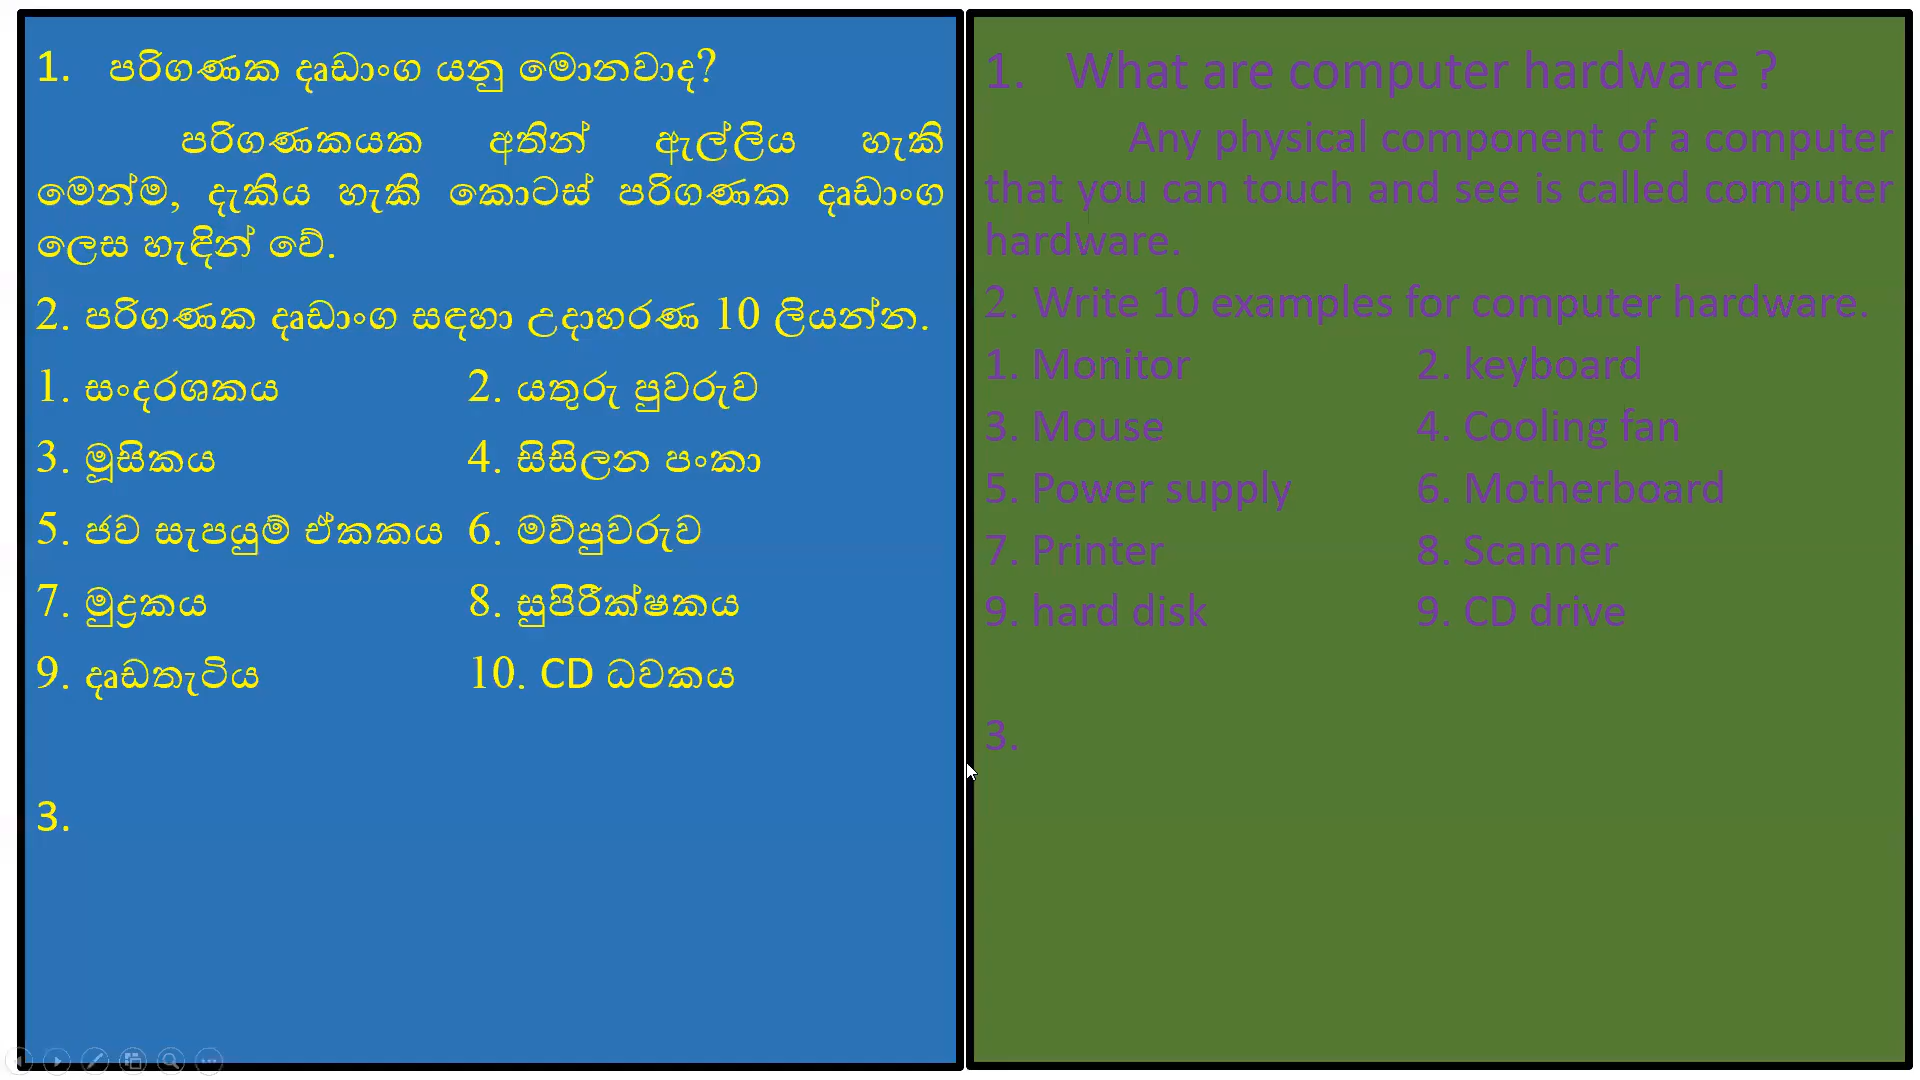 1. පරිගණක දෘඩාංග යනු මොනවාද?
පරිගණකයක අතින් ඇල්ලිය හැකි
මෙන්ම, දැකිය හැකි කොටස් පරිගණක දෘඩාංග
ලෙස හැඳින් වේ.
2. පරිගණක දෘඩාංග සඳහා උදාහරණ 10 ලියන්න.
1. සංදරශකය 2. යතුරු පුවරුව
3. මූසිකය 4. සිසිලන පංකා
5. ජව සැපයුම් ඒකකය 6. මව්පුවරුව
7. මුද්‍රකය 8. සුපිරීක්ෂකය
9. දෘඩතැටිය 10. CD ධවකය
3.
1. What are computer hardware ?
Any physical component of a computer
that you can touch and see is called computer
hardware.
2. Write 10 examples for computer hardware.
1. Monitor 2. keyboard
3. Mouse 4. Cooling fan
5. Power supply 6. Motherboard
7. Printer 8. Scanner
9. hard disk 9. CD drive
3.